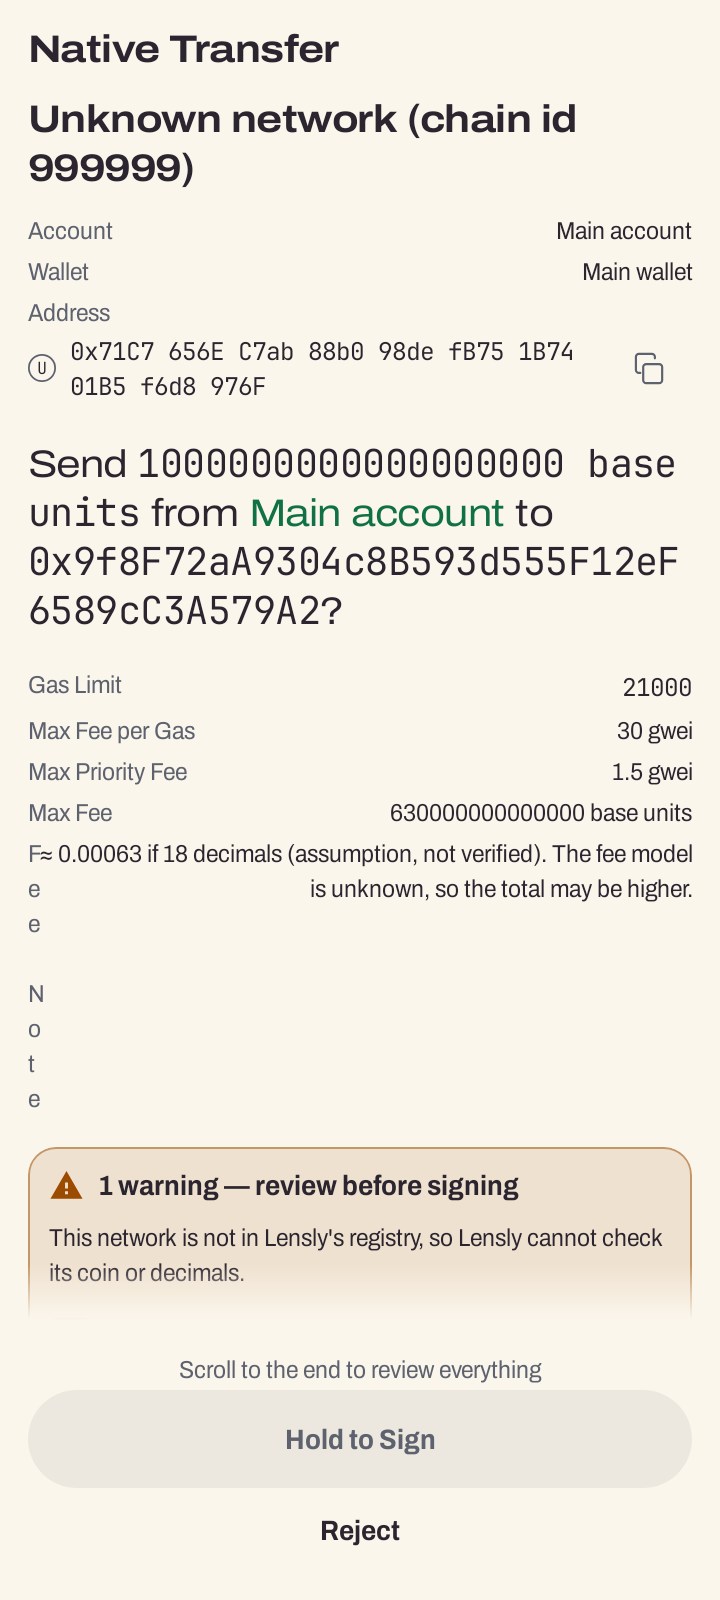 Native Transfer
Unknown network (chain id
999999)
Account Main account
Wallet Main wallet
Address
U 0x71C7 656E C7ab 88b0 98de fB75 1B74
01B5 f6d8 976F
Send 1000000000000000000 base
units from Main account to
0x9f8F72aA9304c8B593d555F12eF
6589cC3A579A2?
Gas Limit 21000
Max Fee per Gas 30 gwei
Max Priority Fee 1.5 gwei
Max Fee 630000000000000 base units
Fee Note ≈ 0.00063 if 18 decimals (assumption, not verified). The fee model
is unknown, so the total may be higher.
1 warning — review before signing
This network is not in Lensly's registry, so Lensly cannot check
its coin or decimals.
Scroll to the end to review everything
Hold to Sign
Reject